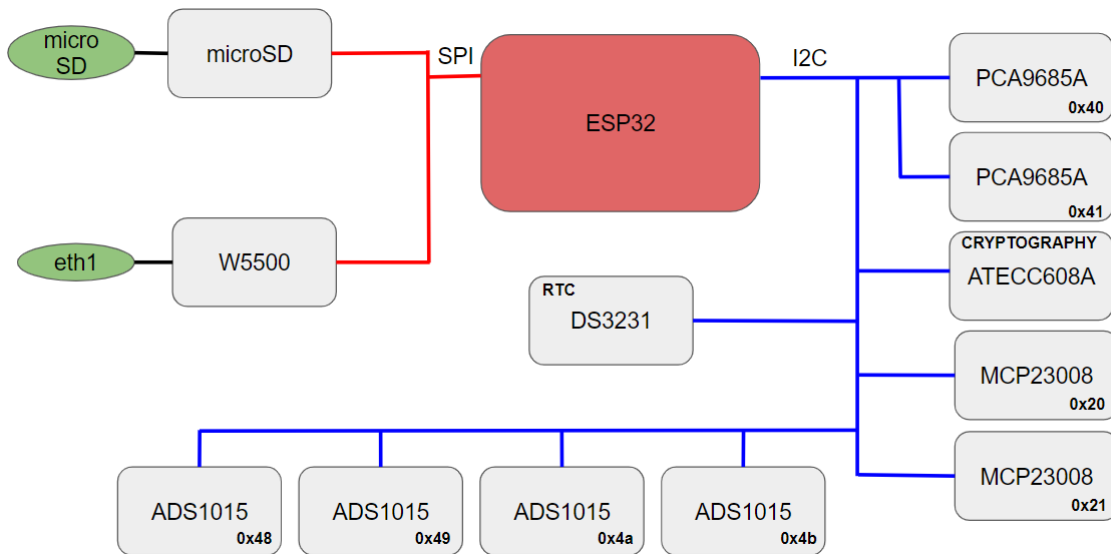 micro
SD
microSD
SPI
ESP32
I2C
PCA9685A
0x40
PCA9685A
0x41
eth1
W5500
CRYPTOGRAPHY
ATECC608A
RTC
DS3231
MCP23008
0x20
MCP23008
0x21
ADS1015
0x48
ADS1015
0x49
ADS1015
0x4a
ADS1015
0x4b